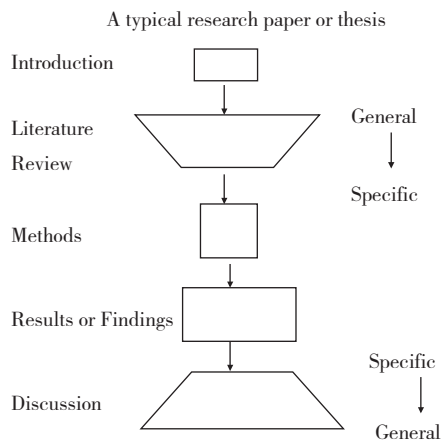 A typical research paper or thesis
Introduction
Literature
Review
General
Specific
Methods
Results or Findings
Discussion
Specific
General